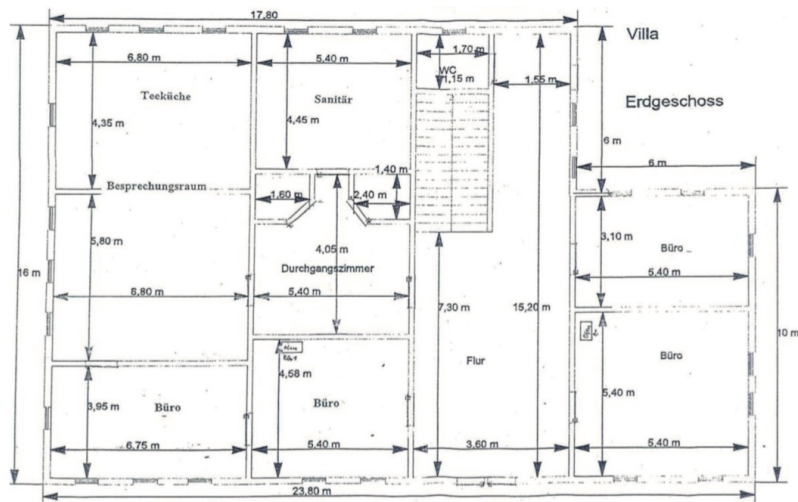 17,80
Villa
Erdgeschoss
6,80 m
5,40 m
1,70 m
WC
1,15 m
1,55 m
Teeküche
Sanitär
4,35 m
4,45 m
6 m
6 m
Besprechungsraum
1,40 m
1,60 m
2,40 m
5,80 m
4,05 m
3,10 m
Büro
Durchgangszimmer
16 m
6,80 m
5,40 m
5,40 m
7,30 m
15,20 m
10 m
4,58 m
Flur
Büro
3,95 m
Büro
Büro
5,40 m
6,75 m
5,40 m
3,60 m
5,40 m
23,80 m